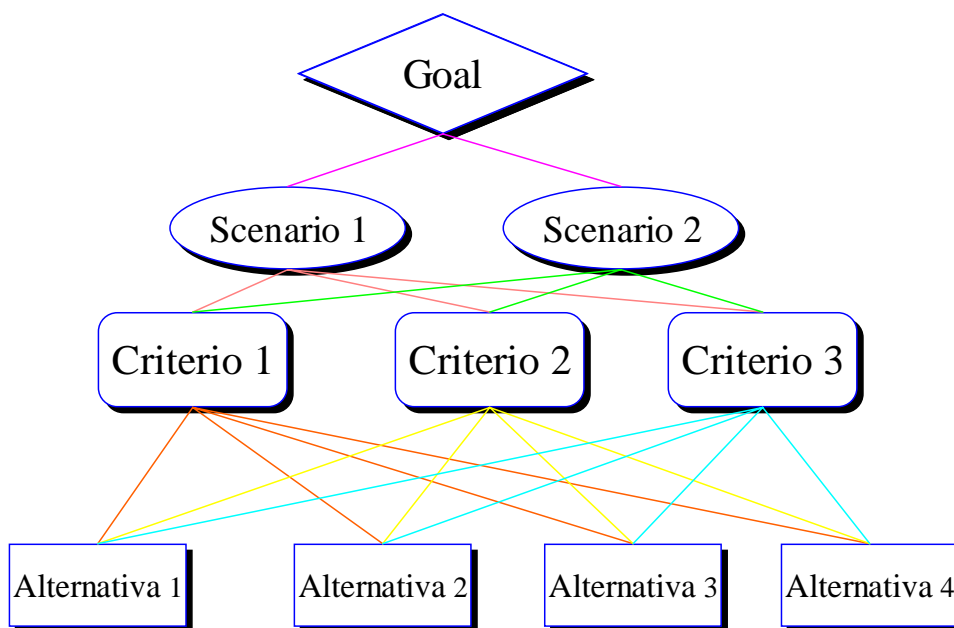 Goal
Scenario 1
Scenario 2
Criterio 1
Criterio 2
Criterio 3
Alternativa 1
Alternativa 2
Alternativa 3
Alternativa 4